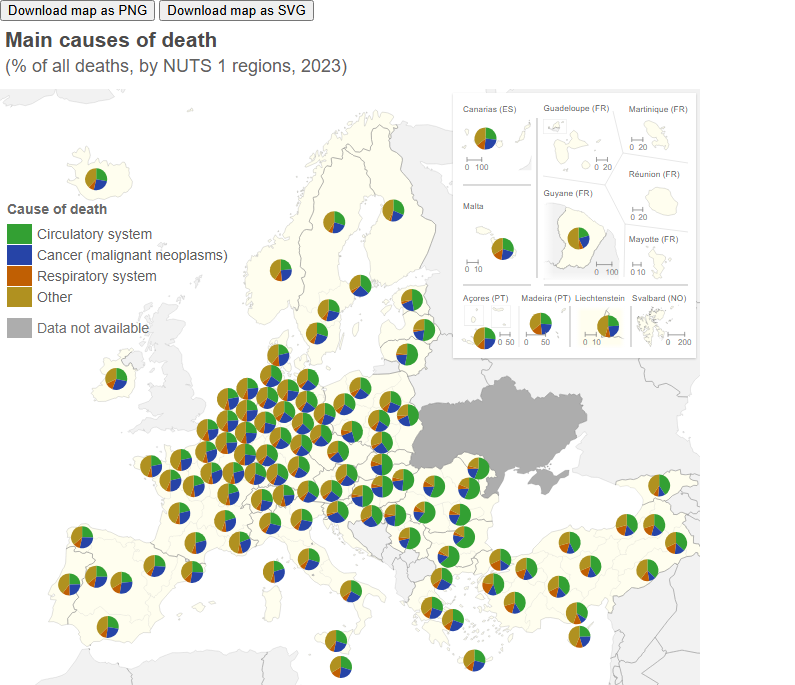 Download map as PNG Download map as SVG
Main causes of death
(% of all deaths, by NUTS 1 regions, 2023)
Canarias (ES)
0 100
Guadeloupe (FR)
0 20
Martinique (FR)
0 20
Réunion (FR)
0 20
Malta
0 10
Guyane (FR)
0 100
Mayotte (FR)
0 10
Açores (PT)
0 50
Madeira (PT)
0 50
Liechtenstein
0 10
Svalbard (NO)
0 200
Cause of death
Circulatory system
Cancer (malignant neoplasms)
Respiratory system
Other
Data not available